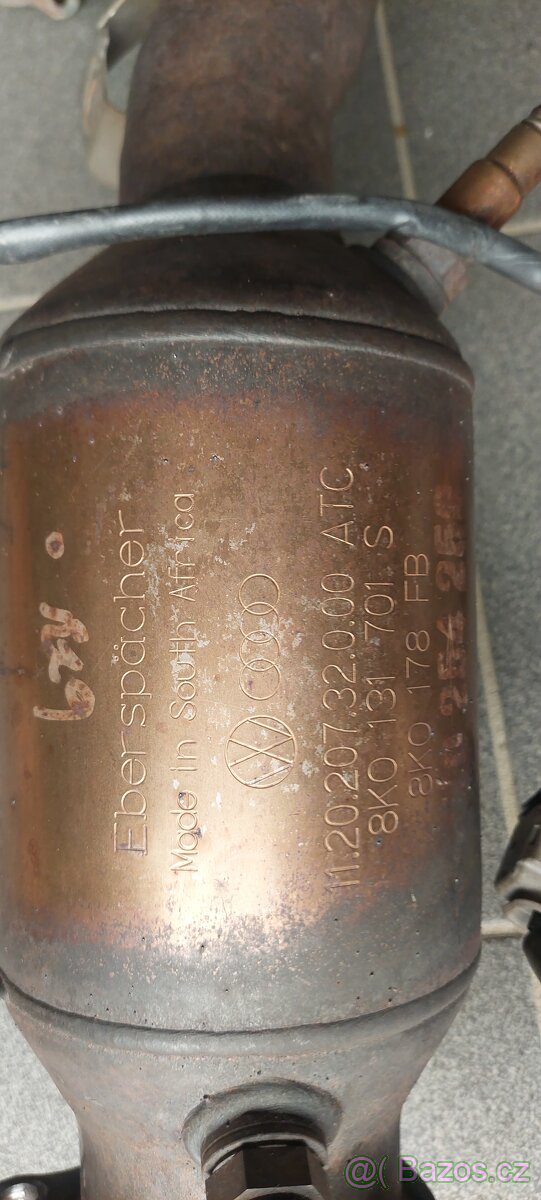 Eberspächer
Made in South Africa
11.20.207.32.0.00 ATC
8K0 131 701 S
8K0 178 FB
Bazos.cz